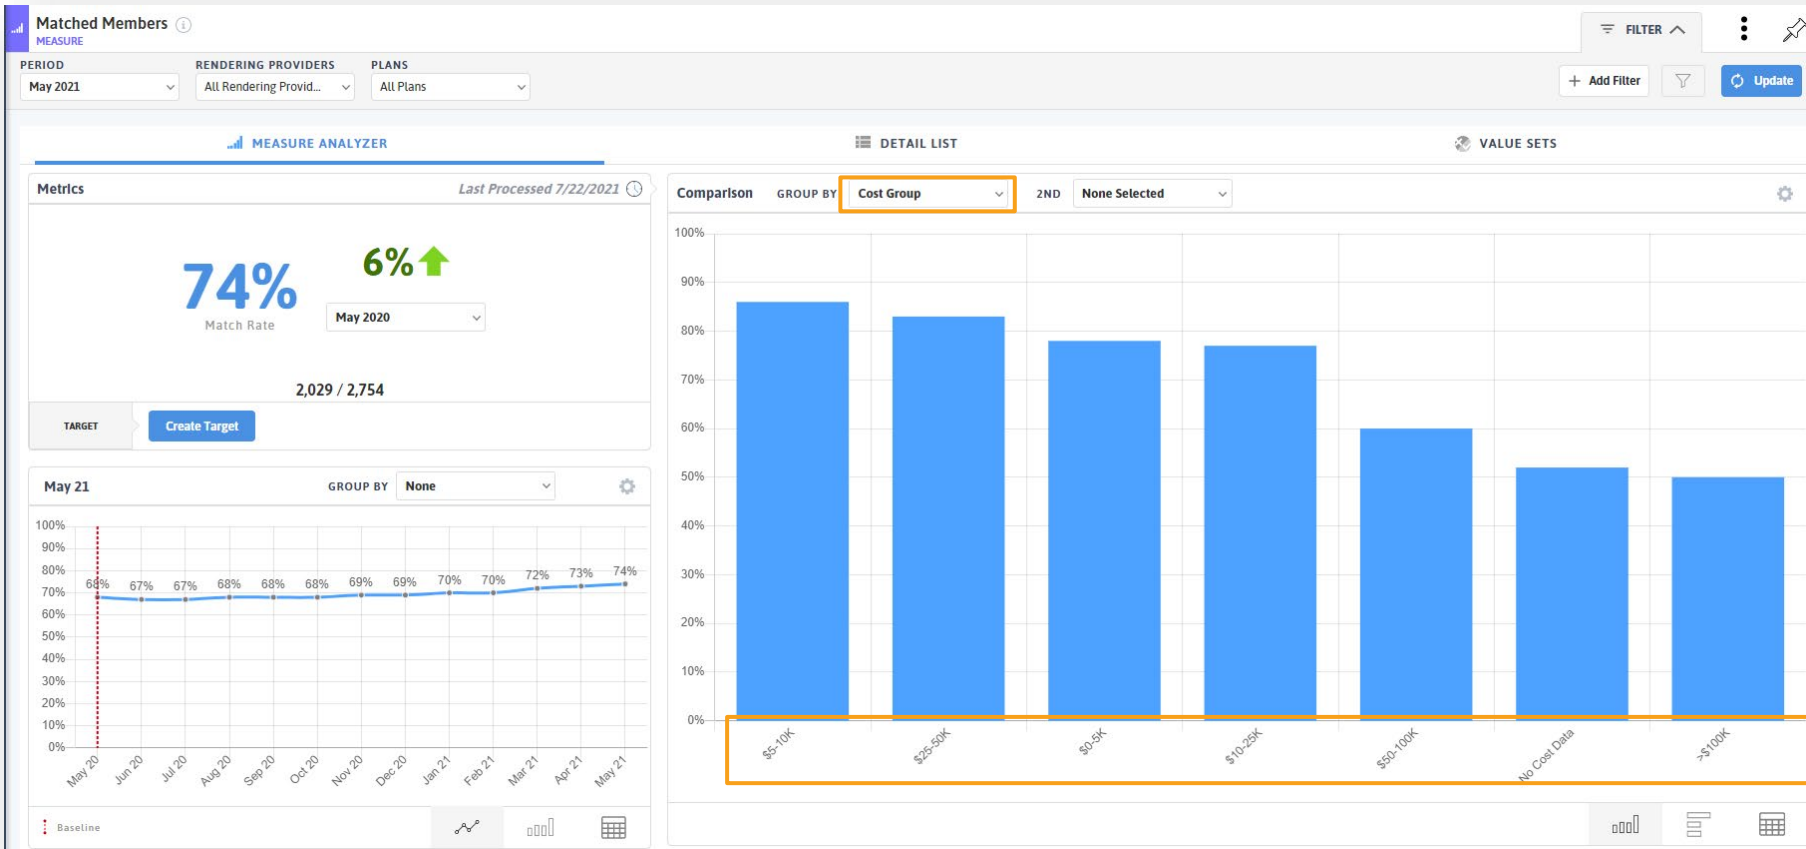 Matched Members
MEASURE
FILTER
PERIOD
RENDERING PROVIDERS
PLANS
May 2021
All Rendering Provid...
All Plans
+ Add Filter
Update
MEASURE ANALYZER
DETAIL LIST
VALUE SETS
Metrics
Last Processed 7/22/2021
74%
Match Rate
6%
May 2020
2,029 / 2,754
TARGET
Create Target
May 21
GROUP BY
None
100%
90%
80%
70%
60%
50%
40%
30%
20%
10%
0%
68%
67%
67%
68%
68%
68%
69%
69%
70%
70%
72%
73%
74%
May 20
Jun 20
Jul 20
Aug 20
Sep 20
Oct 20
Nov 20
Dec 20
Jan 21
Feb 21
Mar 21
Apr 21
May 21
Baseline
Comparison
GROUP BY
Cost Group
2ND
None Selected
100%
90%
80%
70%
60%
50%
40%
30%
20%
10%
0%
$5-10K
$25-50K
$0-5K
$10-25K
$50-100K
No Cost Data
>$100K